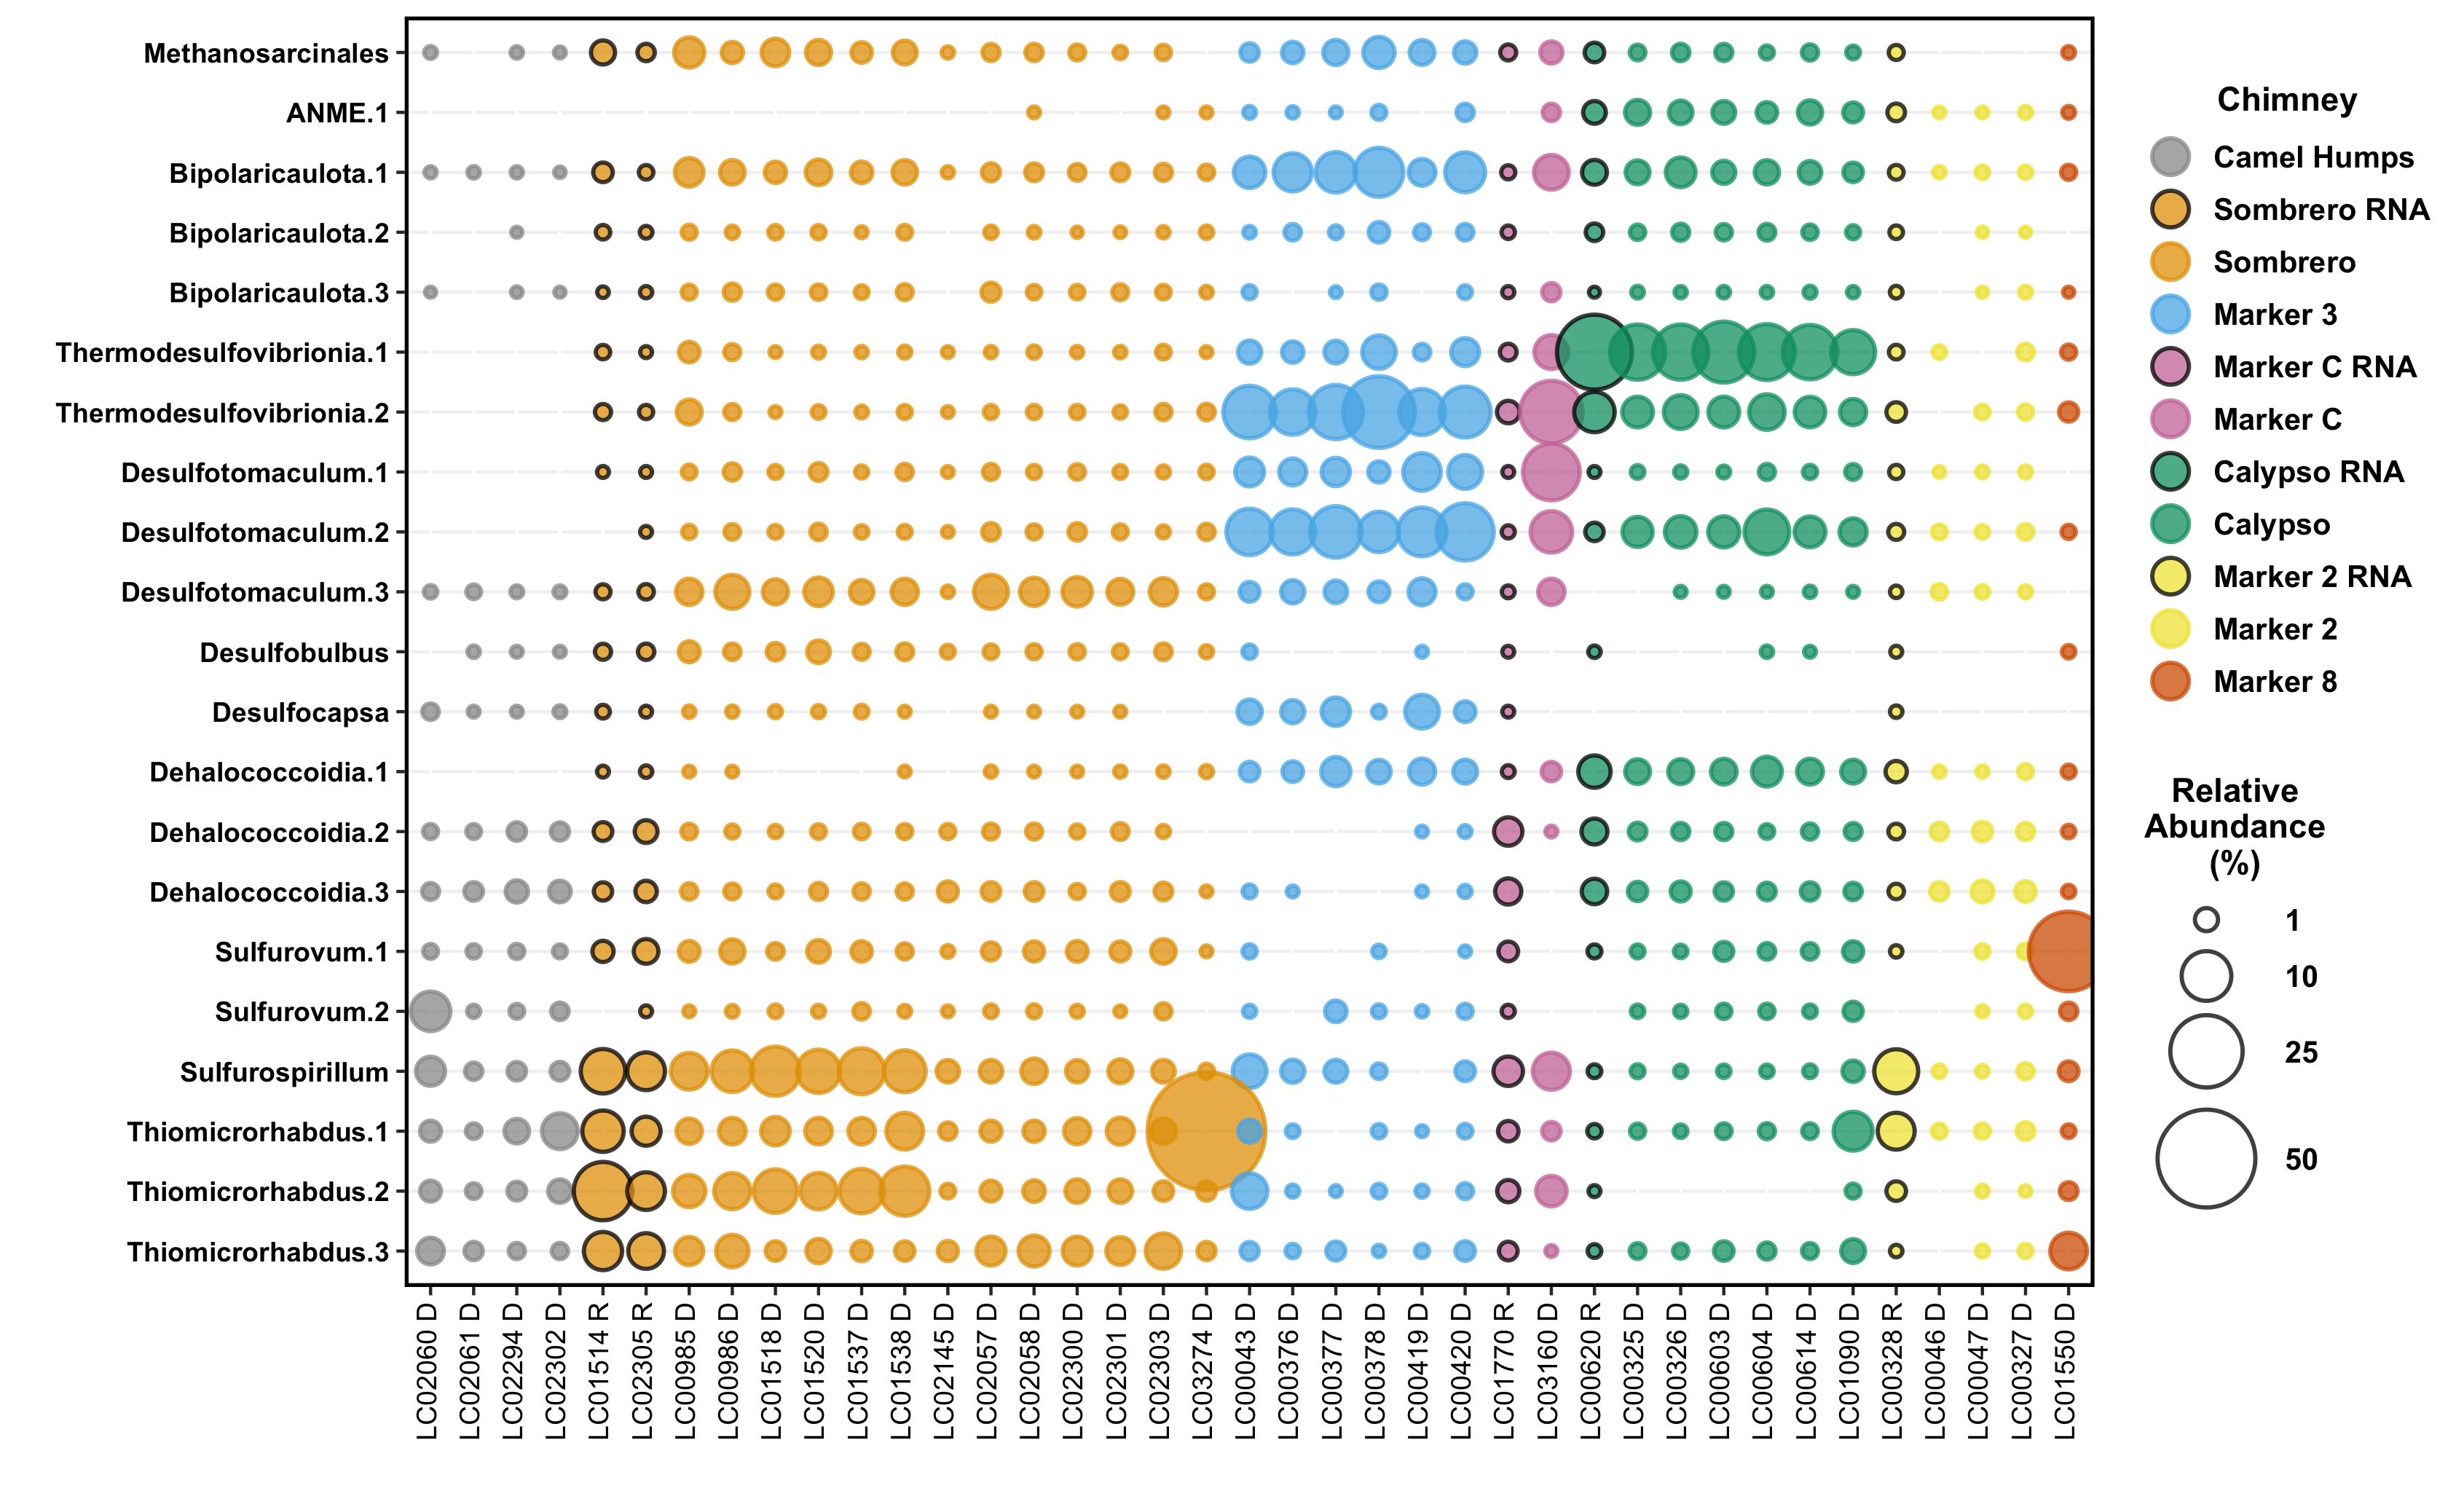 Methanosarcinales
ANME.1
Bipolaricaulota.1
Bipolaricaulota.2
Bipolaricaulota.3
Thermodesulfovibrionia.1
Thermodesulfovibrionia.2
Desulfotomaculum.1
Desulfotomaculum.2
Desulfotomaculum.3
Desulfobulbus
Desulfocapsa
Dehalococcoidia.1
Dehalococcoidia.2
Dehalococcoidia.3
Sulfurovum.1
Sulfurovum.2
Sulfurospirillum
Thiomicrorhabdus.1
Thiomicrorhabdus.2
Thiomicrorhabdus.3
LC02060 D
LC02061 D
LC02294 D
LC02302 D
LC01514 R
LC02305 R
LC00985 D
LC00986 D
LC01518 D
LC01520 D
LC01537 D
LC01538 D
LC02145 D
LC02057 D
LC02058 D
LC02300 D
LC02301 D
LC02303 D
LC03274 D
LC00043 D
LC00376 D
LC00377 D
LC00378 D
LC00419 D
LC00420 D
LC01770 R
LC03160 D
LC00620 R
LC00325 D
LC00326 D
LC00603 D
LC00604 D
LC00614 D
LC01090 D
LC00328 R
LC00046 D
LC00047 D
LC00327 D
LC01550 D
Chimney
Camel Humps
Sombrero RNA
Sombrero
Marker 3
Marker C RNA
Marker C
Calypso RNA
Calypso
Marker 2 RNA
Marker 2
Marker 8
Relative
Abundance
(%)
1
10
25
50